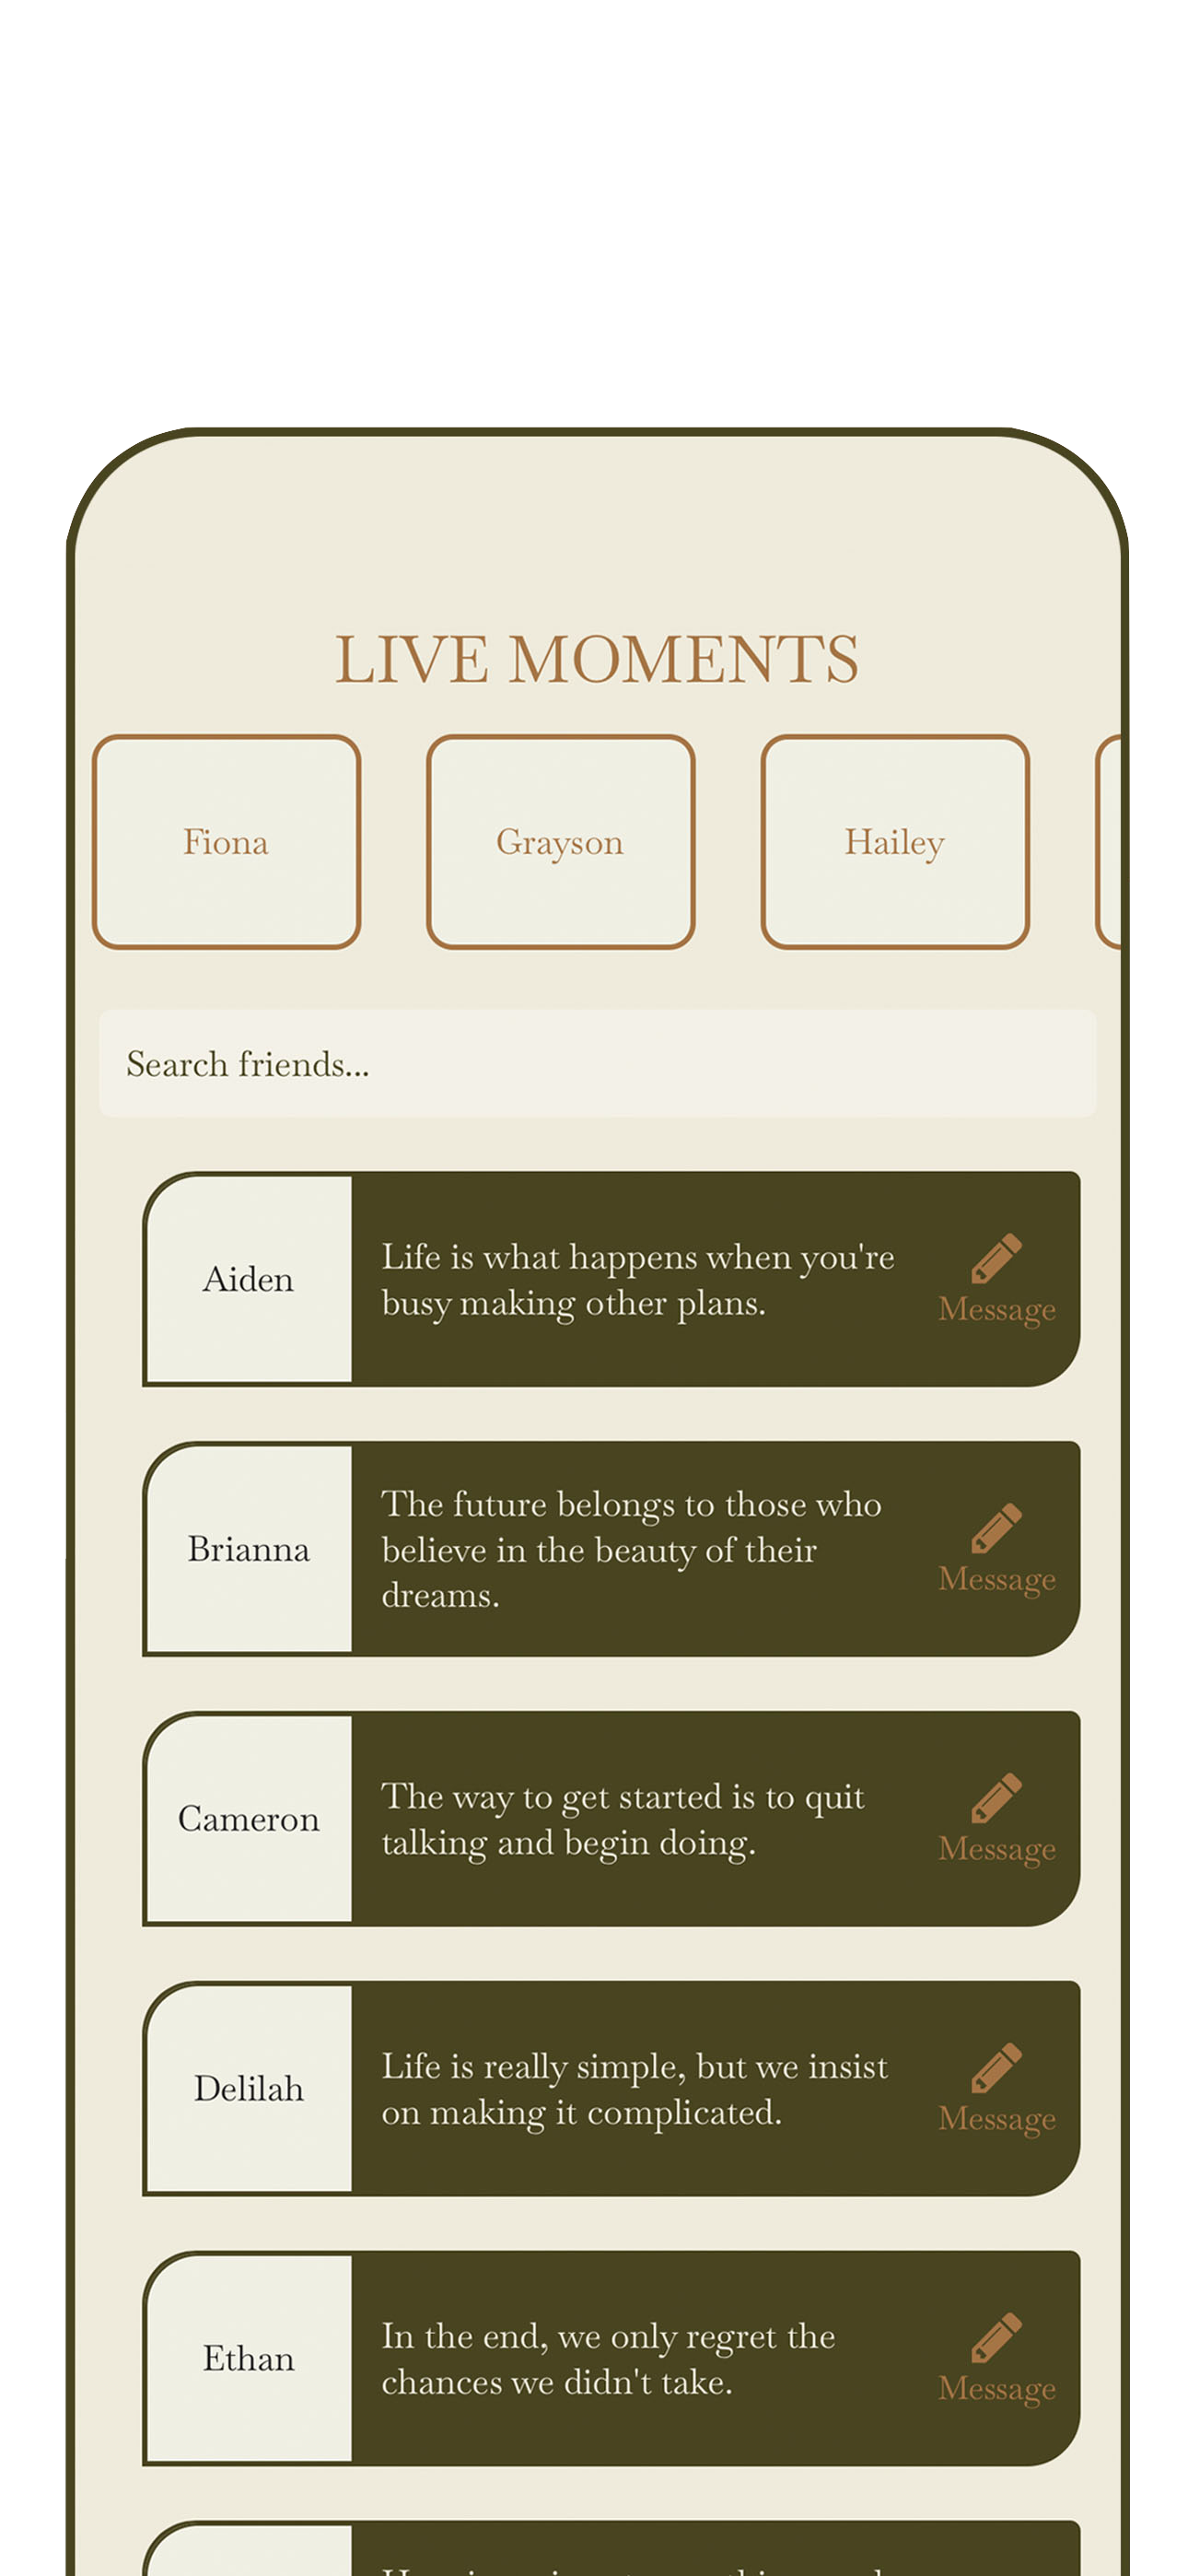 LIVE MOMENTS
Fiona
Grayson
Hailey
Search friends...
Aiden
Life is what happens when you're
busy making other plans.
Message
Brianna
The future belongs to those who
believe in the beauty of their
dreams.
Message
Cameron
The way to get started is to quit
talking and begin doing.
Message
Delilah
Life is really simple, but we insist
on making it complicated.
Message
Ethan
In the end, we only regret the
chances we didn't take.
Message